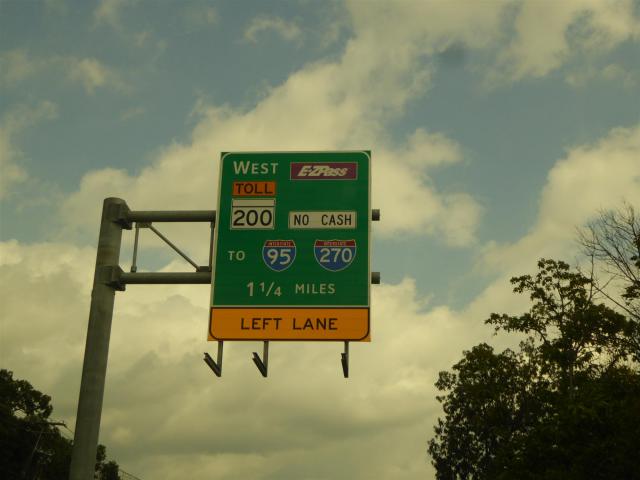 WEST E-ZPass
TOLL
200 NO CASH
TO INTERSTATE 95 INTERSTATE 270
1 1/4 MILES
LEFT LANE